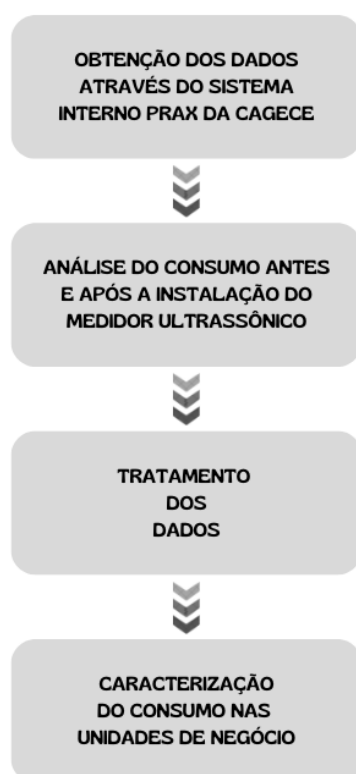 OBTENÇÃO DOS DADOS
ATRAVÉS DO SISTEMA
INTERNO PRAX DA CAGECE
ANÁLISE DO CONSUMO ANTES
E APÓS A INSTALAÇÃO DO
MEDIDOR ULTRASSÔNICO
TRATAMENTO
DOS
DADOS
CARACTERIZAÇÃO
DO CONSUMO NAS
UNIDADES DE NEGÓCIO